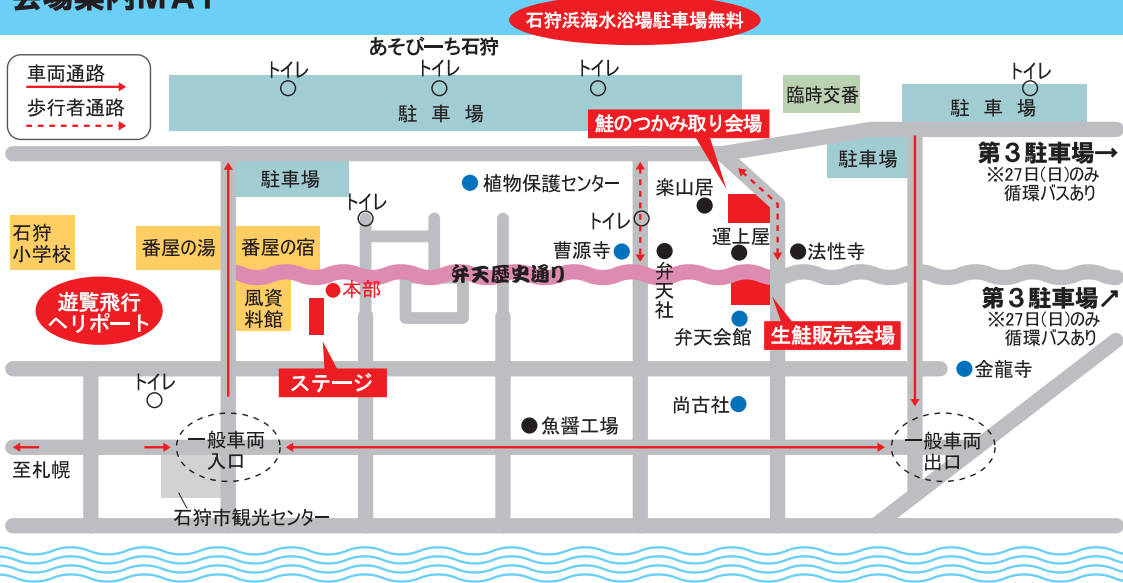 会場案内MAP
石狩浜海水浴場駐車場無料
車両通路
歩行者通路
あそびーち石狩
トイレ
トイレ
トイレ
駐車場
臨時交番
トイレ
駐車場
鮭のつかみ取り会場
駐車場
駐車場
第3駐車場→
※27日(日)のみ
循環バスあり
植物保護センター
楽山居
トイレ
トイレ
石狩
小学校
番屋の湯
番屋の宿
曹源寺
運上屋
法性寺
弁天歴史通り
弁天社
遊覧飛行
ヘリポート
風資
料館
本部
第3駐車場↗
※27日(日)のみ
循環バスあり
弁天会館
生鮭販売会場
ステージ
トイレ
金龍寺
尚古社
魚醤工場
一般車両
入口
一般車両
出口
至札幌
石狩市観光センター